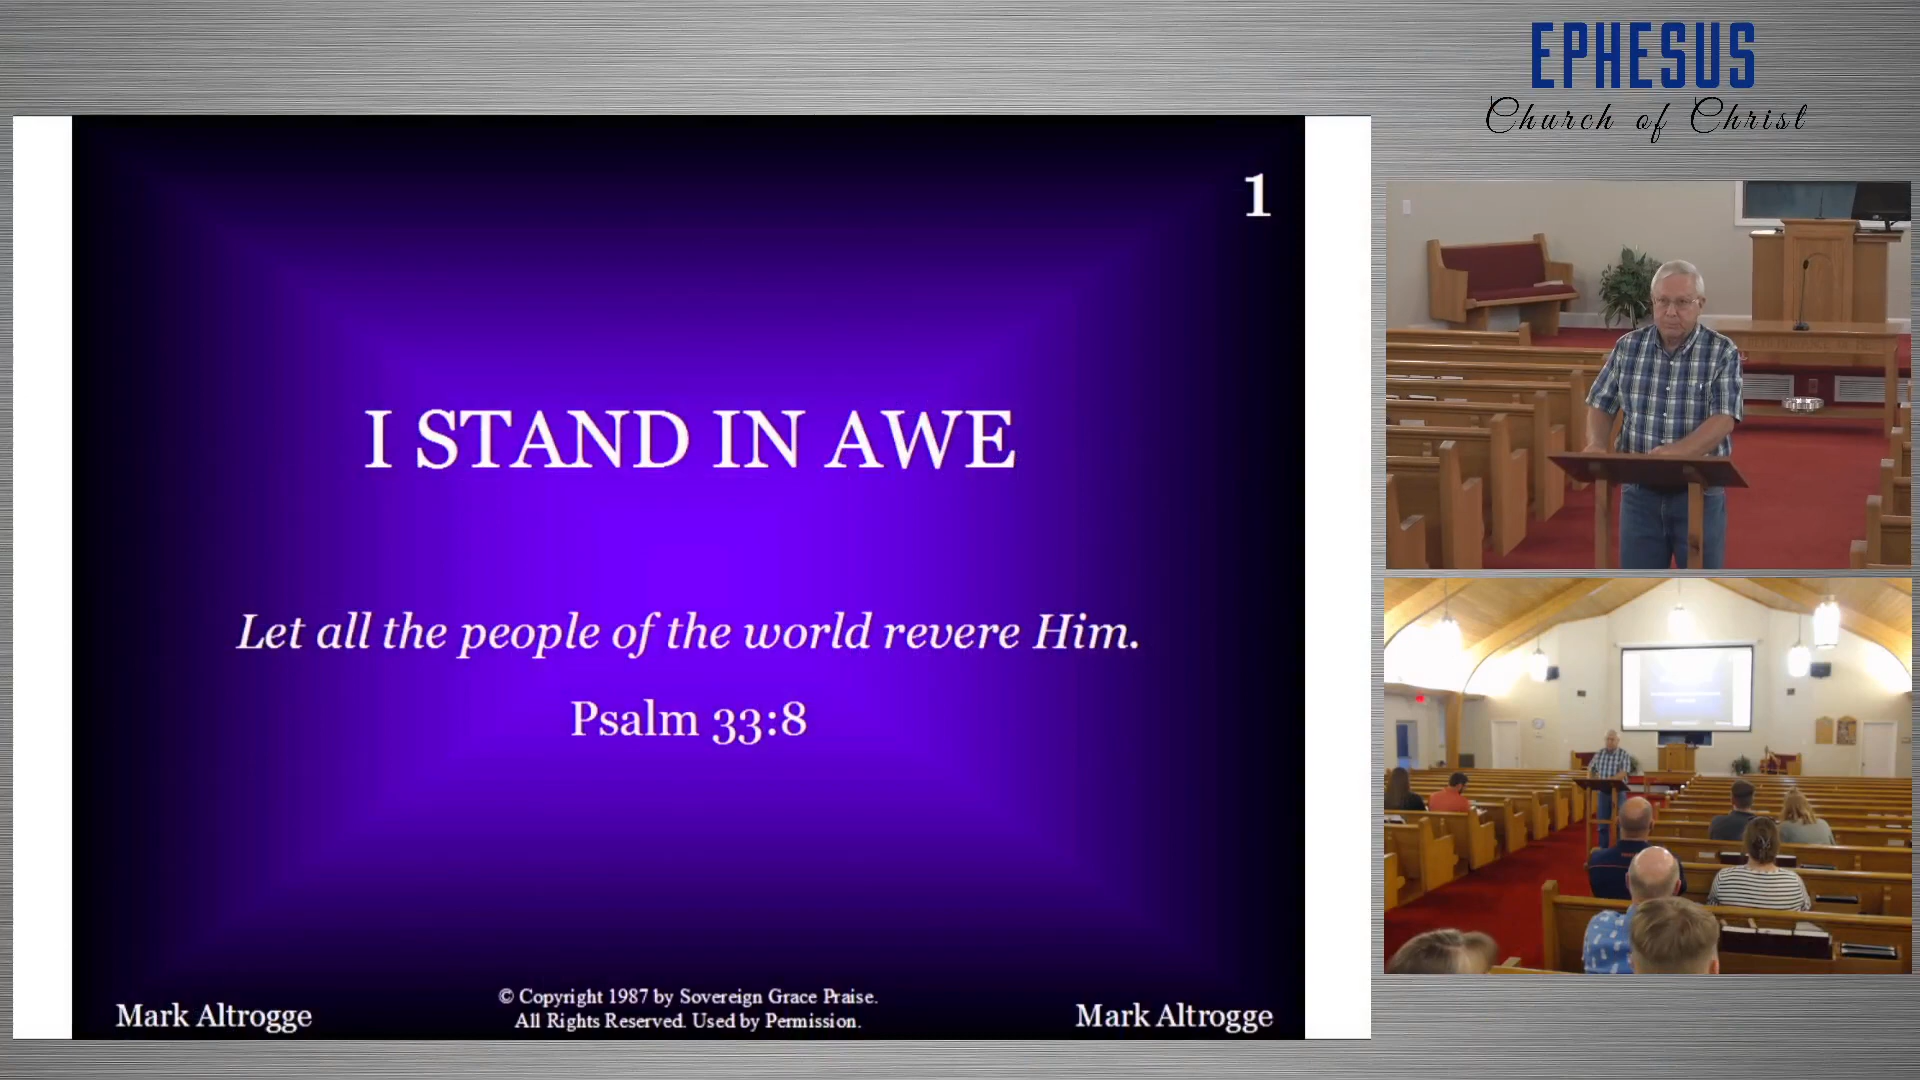 EPHESUS
Church of Christ
1
I STAND IN AWE
Let all the people of the world revere Him.
Psalm 33:8
Mark Altrogge
© Copyright 1987 by Sovereign Grace Praise.
All Rights Reserved. Used by Permission.
Mark Altrogge